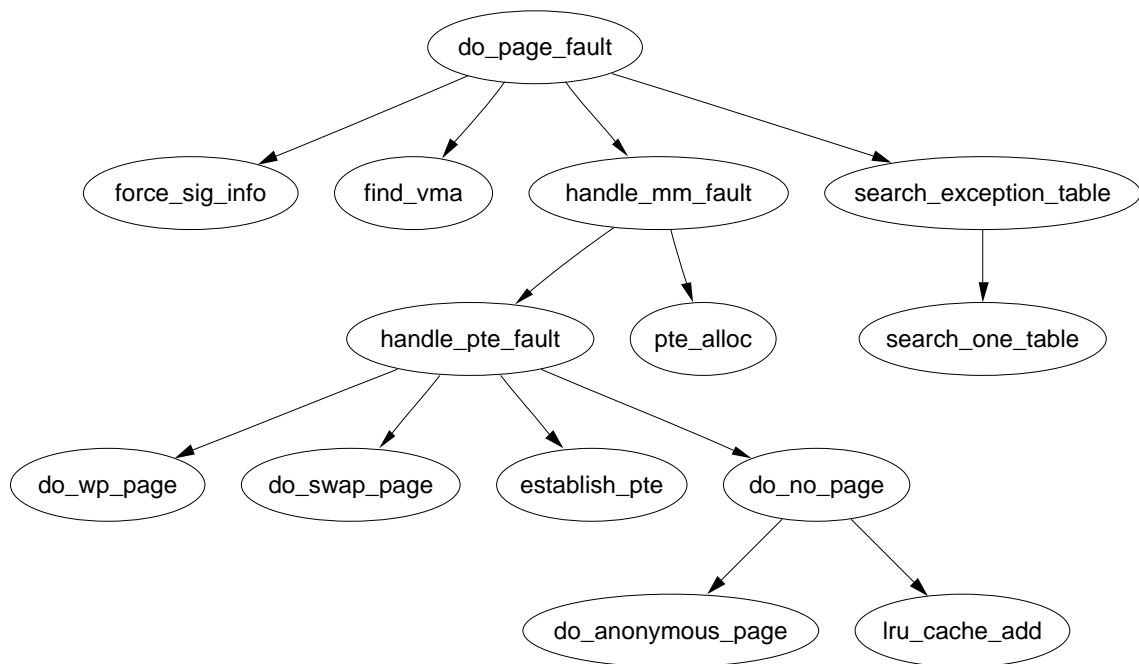 do_page_fault
force_sig_info
find_vma
handle_mm_fault
search_exception_table
handle_pte_fault
pte_alloc
search_one_table
do_wp_page
do_swap_page
establish_pte
do_no_page
do_anonymous_page
lru_cache_add